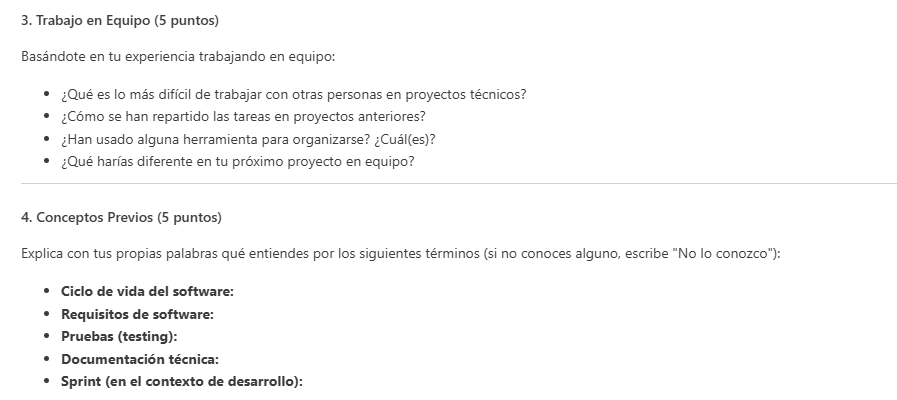 3. Trabajo en Equipo (5 puntos)
Basándote en tu experiencia trabajando en equipo:
• ¿Qué es lo más difícil de trabajar con otras personas en proyectos técnicos?
• ¿Cómo se han repartido las tareas en proyectos anteriores?
• ¿Han usado alguna herramienta para organizarse? ¿Cuál(es)?
• ¿Qué harías diferente en tu próximo proyecto en equipo?
4. Conceptos Previos (5 puntos)
Explica con tus propias palabras qué entiendes por los siguientes términos (si no conoces alguno, escribe "No lo conozco"):
• Ciclo de vida del software:
• Requisitos de software:
• Pruebas (testing):
• Documentación técnica:
• Sprint (en el contexto de desarrollo):